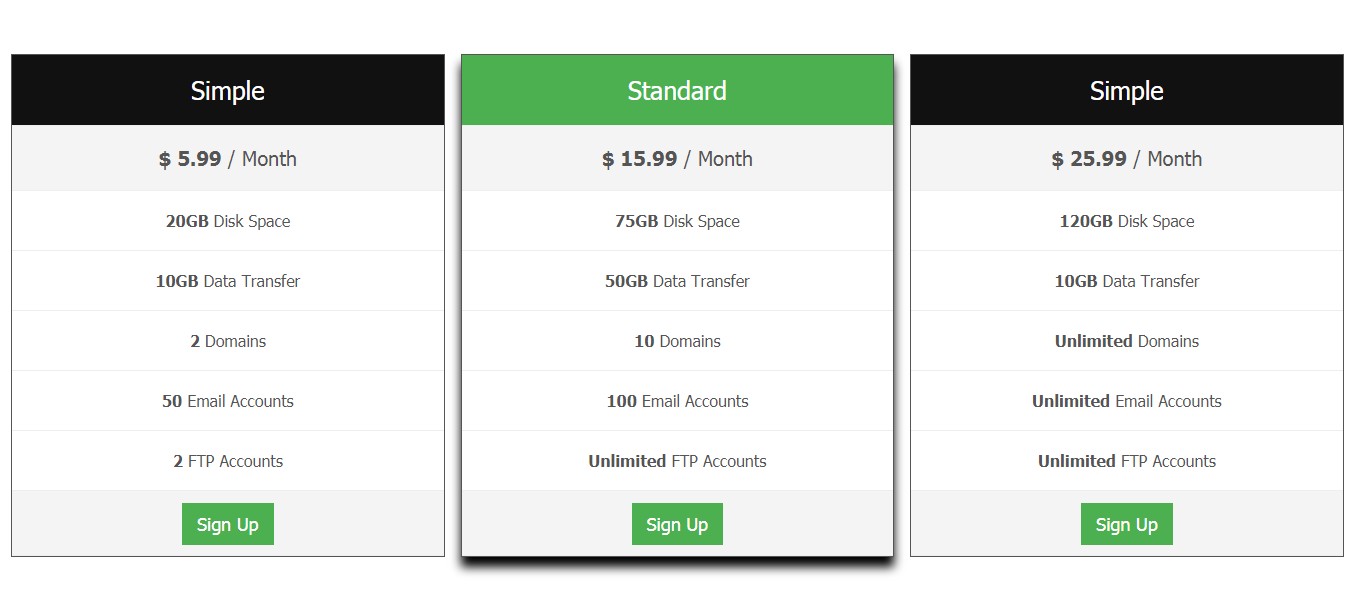 Simple
$ 5.99 / Month
20GB Disk Space
10GB Data Transfer
2 Domains
50 Email Accounts
2 FTP Accounts
Sign Up
Standard
$ 15.99 / Month
75GB Disk Space
50GB Data Transfer
10 Domains
100 Email Accounts
Unlimited FTP Accounts
Sign Up
Simple
$ 25.99 / Month
120GB Disk Space
10GB Data Transfer
Unlimited Domains
Unlimited Email Accounts
Unlimited FTP Accounts
Sign Up